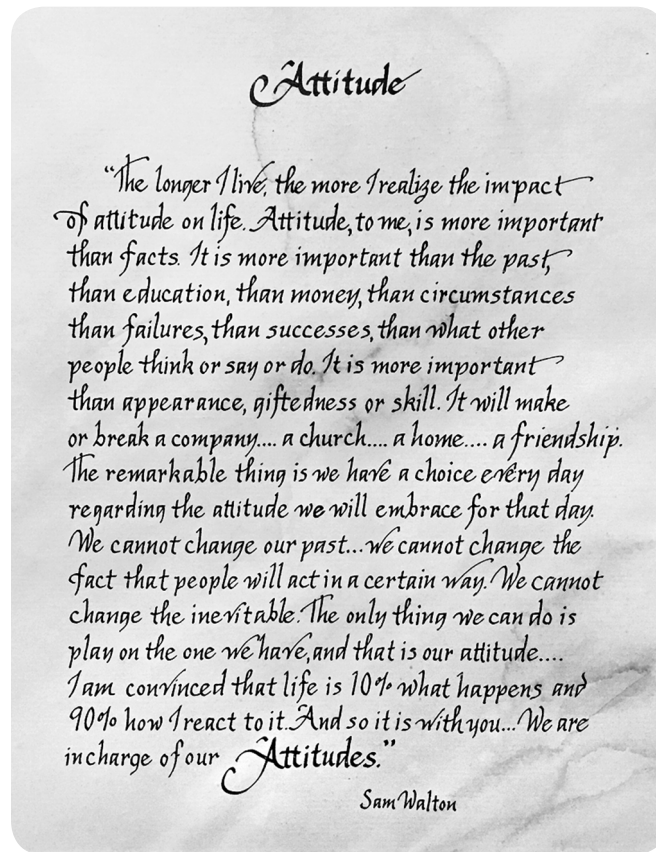 Attitude
"The longer I live, the more I realize the impact
of attitude on life. Attitude, to me, is more important
than facts. It is more important than the past,
than education, than money, than circumstances
than failures, than successes, than what other
people think or say or do. It is more important
than appearance, giftedness or skill. It will make
or break a company.... a church.... a home.... a friendship.
The remarkable thing is we have a choice every day
regarding the attitude we will embrace for that day.
We cannot change our past...we cannot change the
fact that people will act in a certain way. We cannot
change the inevitable. The only thing we can do is
play on the one we have, and that is our attitude....
I am convinced that life is 10% what happens and
90% how I react to it. And so it is with you... We are
in charge of our Attitudes."
Sam Walton